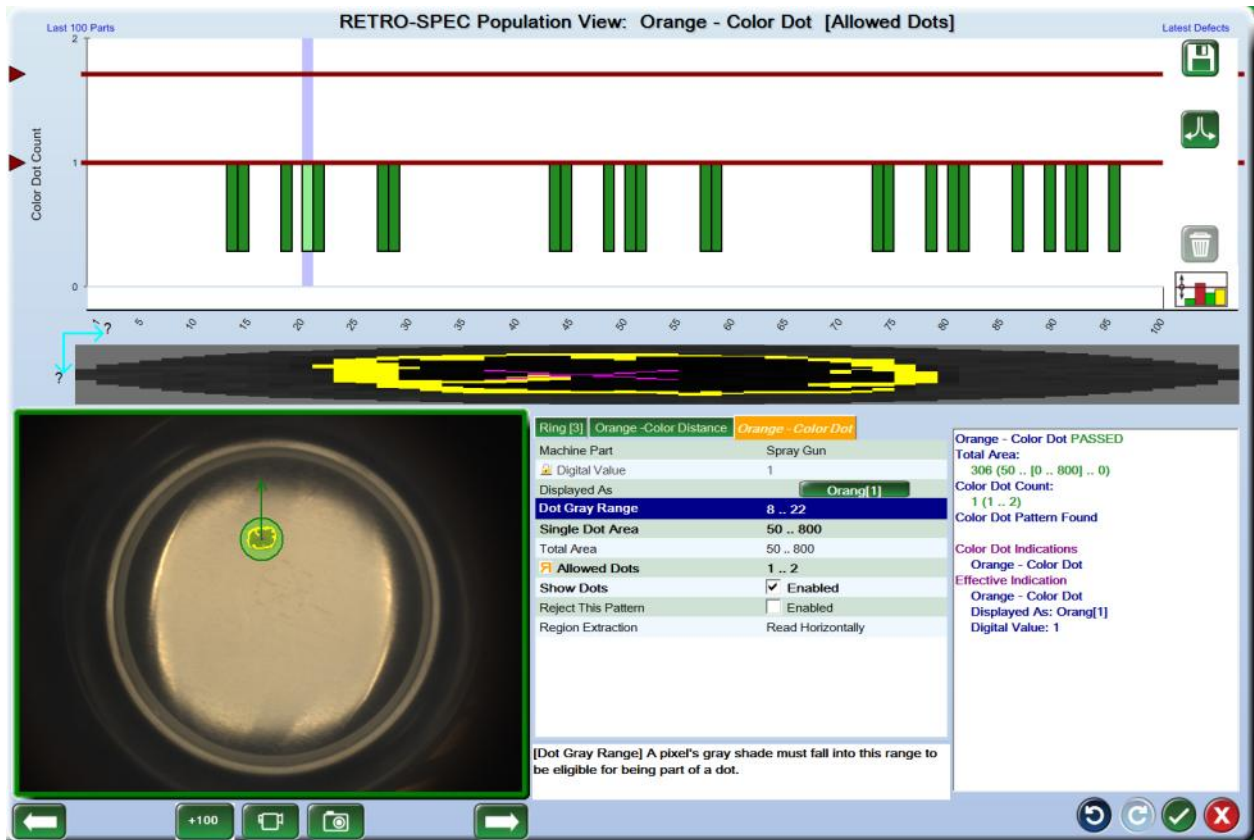 RETRO-SPEC Population View: Orange - Color Dot [Allowed Dots]
Last 100 Parts
Latest Defects
2
1
0
Color Dot Count
1 5 10 15 20 25 30 35 40 45 50 55 60 65 70 75 80 85 90 95 100
?
?
Ring [3] Orange -Color Distance Orange - Color Dot
Machine Part Spray Gun
Digital Value 1
Displayed As Orang[1]
Dot Gray Range 8 .. 22
Single Dot Area 50 .. 800
Total Area 50 .. 800
Я Allowed Dots 1 .. 2
Show Dots Enabled
Reject This Pattern Enabled
Region Extraction Read Horizontally
[Dot Gray Range] A pixel's gray shade must fall into this range to
be eligible for being part of a dot.
Orange - Color Dot PASSED
Total Area:
306 (50 .. [0 .. 800] .. 0)
Color Dot Count:
1 (1 .. 2)
Color Dot Pattern Found
Color Dot Indications
Orange - Color Dot
Effective Indication
Orange - Color Dot
Displayed As: Orang[1]
Digital Value: 1
+100